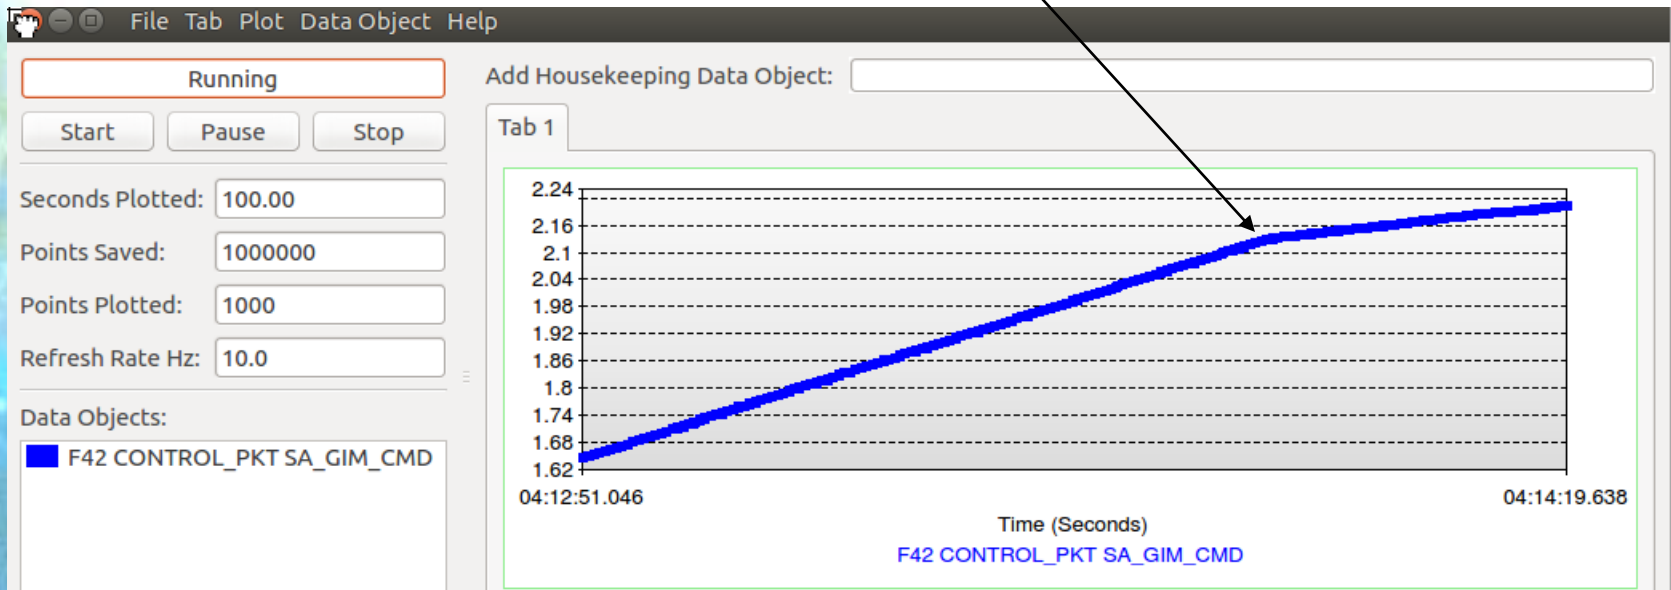 File Tab Plot Data Object Help
Running
Start Pause Stop
Seconds Plotted: 100.00
Points Saved: 1000000
Points Plotted: 1000
Refresh Rate Hz: 10.0
Data Objects:
F42 CONTROL_PKT SA_GIM_CMD
Add Housekeeping Data Object:
Tab 1
2.24
2.16
2.1
2.04
1.98
1.92
1.86
1.8
1.74
1.68
1.62
04:12:51.046 04:14:19.638
Time (Seconds)
F42 CONTROL_PKT SA_GIM_CMD